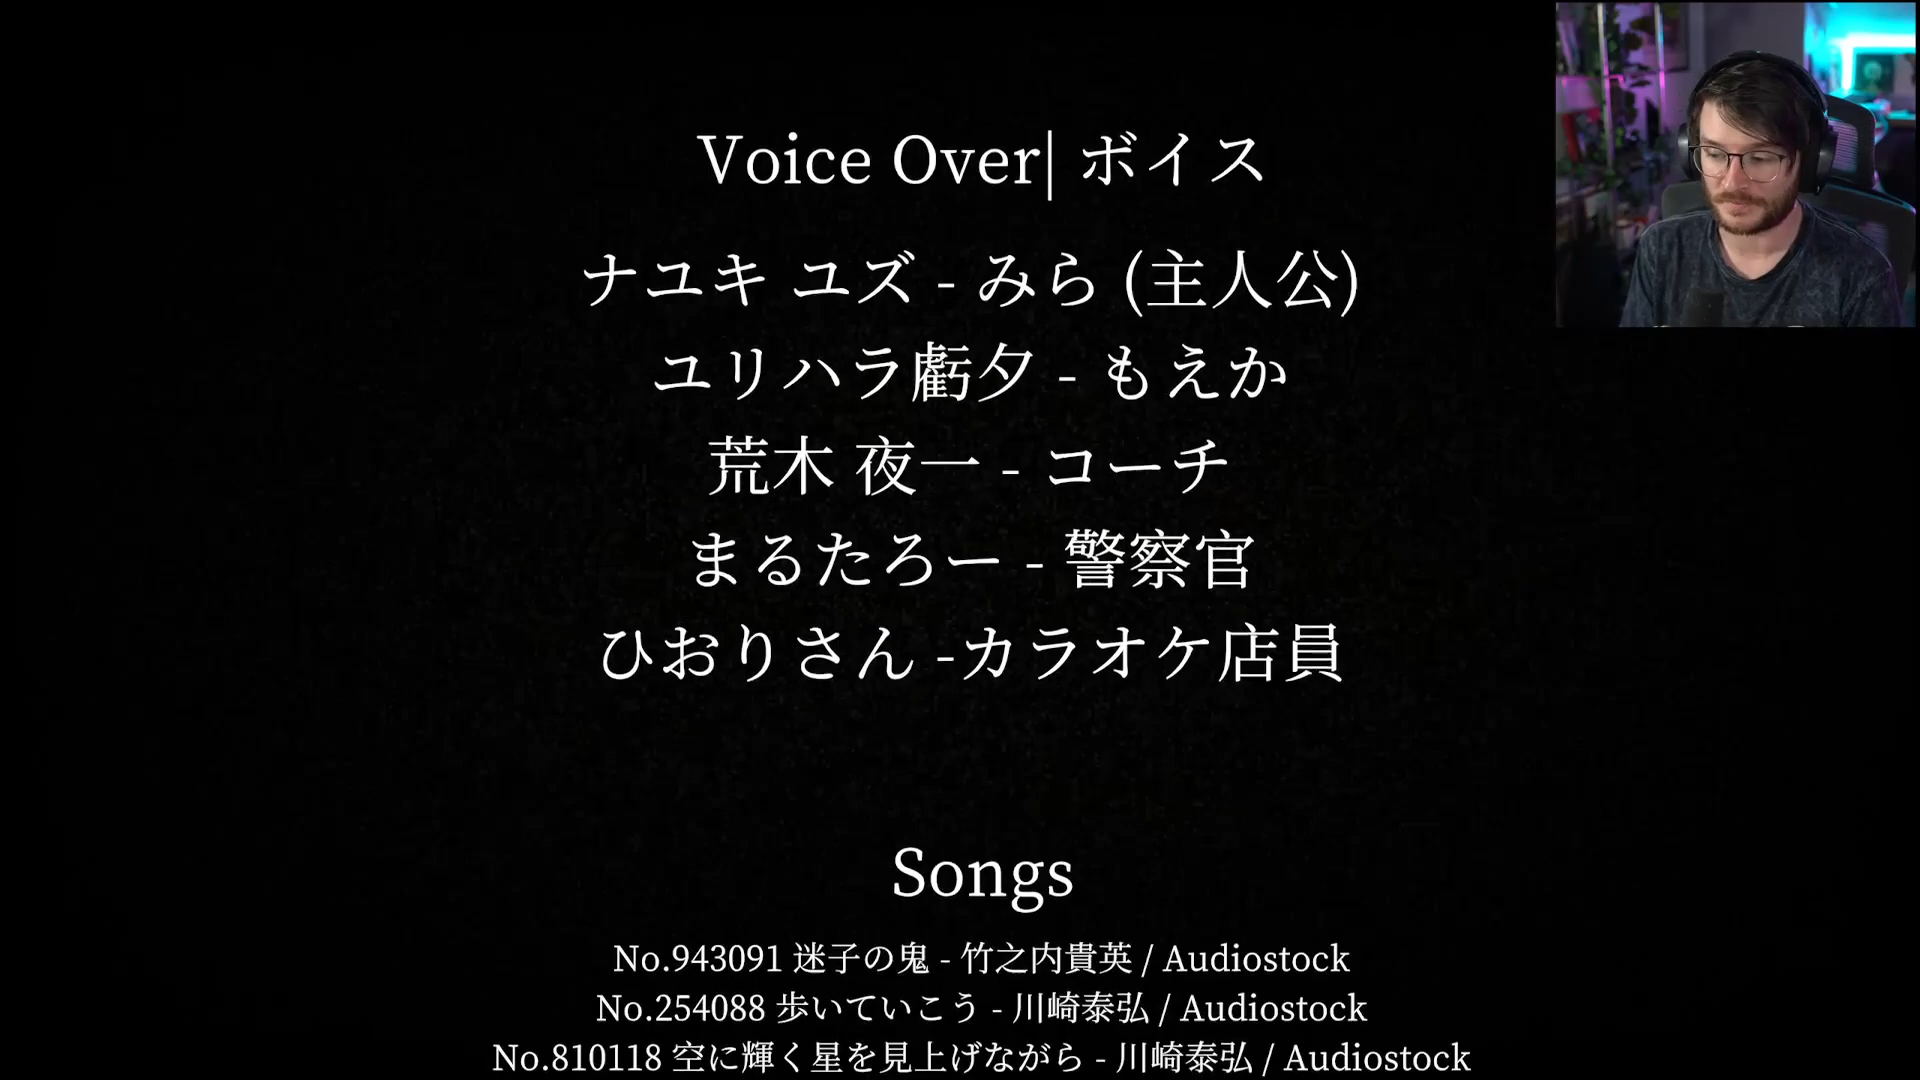 Voice Over| ボイス
ナユキ ユズ - みら (主人公)
ユリハラ虧夕 - もえか
荒木 夜一 - コーチ
まるたろー - 警察官
ひおりさん -カラオケ店員
Songs
No.943091 迷子の鬼 - 竹之内貴英 / Audiostock
No.254088 歩いていこう - 川崎泰弘 / Audiostock
No.810118 空に輝く星を見上げながら - 川崎泰弘 / Audiostock